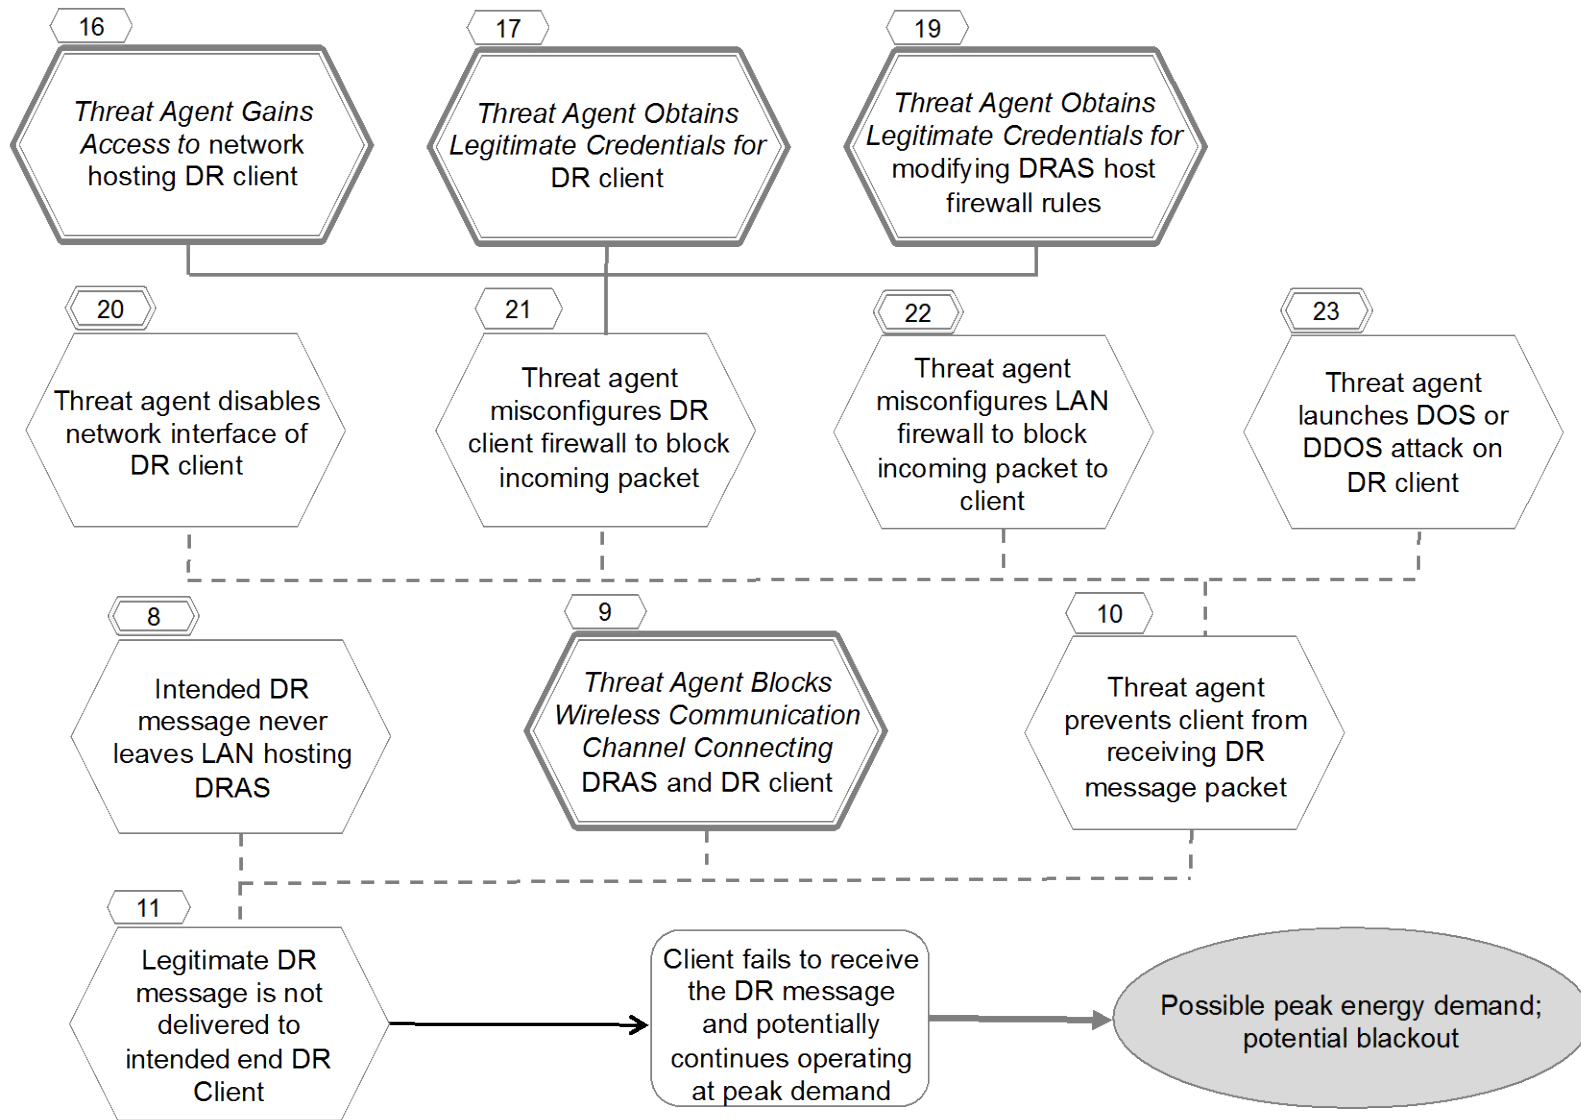 16
Threat Agent Gains
Access to network
hosting DR client
17
Threat Agent Obtains
Legitimate Credentials for
DR client
19
Threat Agent Obtains
Legitimate Credentials for
modifying DRAS host
firewall rules
20
Threat agent disables
network interface of
DR client
21
Threat agent
misconfigures DR
client firewall to block
incoming packet
22
Threat agent
misconfigures LAN
firewall to block
incoming packet to
client
23
Threat agent
launches DOS or
DDOS attack on
DR client
8
Intended DR
message never
leaves LAN hosting
DRAS
9
Threat Agent Blocks
Wireless Communication
Channel Connecting
DRAS and DR client
10
Threat agent
prevents client from
receiving DR
message packet
11
Legitimate DR
message is not
delivered to
intended end DR
Client
Client fails to receive
the DR message
and potentially
continues operating
at peak demand
Possible peak energy demand;
potential blackout